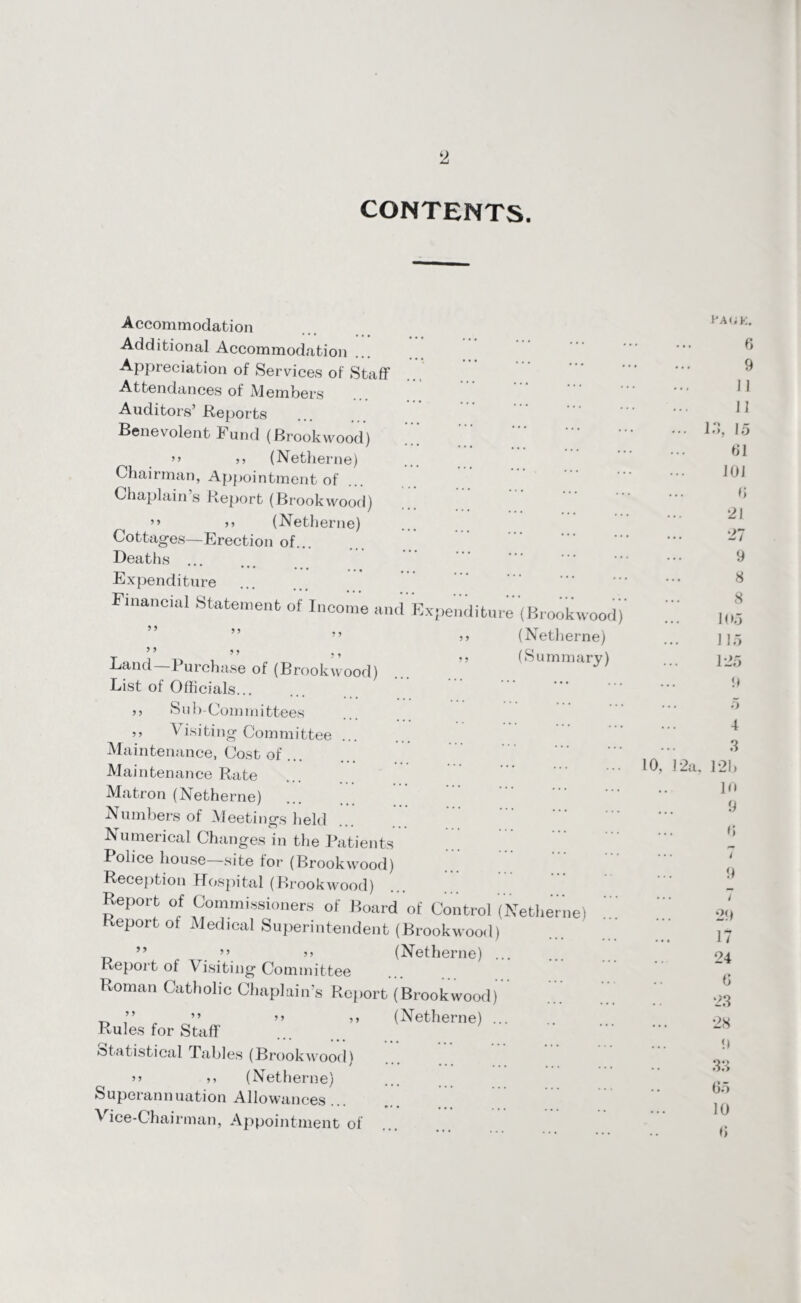 2
CONTENTS.
PAGE.
Accommodation ... ... ... ... ... ... 6
Additional Accommodation ... ... ... ... ... 9
Appreciation of Services of Staff ... ... ... ... 11
Attendances of Members ... ... ... ... ... 11
Auditors' Reports ... ... ... ... ... 13, 15
Benevolent Fund (Brookwood) ... ... ... ... 61
,, ,, (Netherne) ... ... ... ... 101
Chairman, Appointment of ... ... ... ... ... 6
Chaplain's Report (Brookwood) ... ... ... ... 21
,, ,, (Netherne) ... ... ... ... 27
Cottages—Erection of... ... ... ... ... 9
Deaths ... ... ... ... ... ... 8
Expenditure ... ... ... ... ... ... 8
Financial Statement of Income and Expenditure (Brookwood) ... 105
,, ,, ,, ,, (Netherne) ... 115
,, ,, ,, ,, (Summary) ... 125
Land—Purchase of (Brookwood) ... ... ... ... 9
List of Officials... ... ... ... ... ... 5
,, Sub-Committees ... ... ... ... ... 4
,, Visiting Committee ... ... ... ... ... 3
Maintenance, Cost of ... ... ... ... ... 10, 12a, 12b
Maintenance Rate ... ... ... ... ... 10
Matron (Netherne) ... ... ... ... ... 9
Numbers of Meetings held ... ... ... ... ... 6
Numerical Changes in the Patients ... ... ... ... 7
Police house—site for (Brookwood) ... ... ... ... 9
Reception Hospital (Brookwood) ... ... ... ... 7
Report of Commissioners of Board of Control (Netherne) ... ... 29
Report of Medical Superintendent (Brookwood) ... ... ... 17
,, ,, ,, (Netherne) ... ... ... 24
Report of Visiting Committee ... ... ... ... 6
Roman Catholic Chaplain's Report (Brookwood) ... ... ... 23
,, ,, ,, ,, (Netherne) ... ... ... 28
Rules for Staff ... ... ... ... ... 9
Statistical Tables (Brookwood) ... ... ... ... 33
,, ,, (Netherne) ... ... ... ... 65
Superannuation Allowances ... ... ... ... ... 10
Vice-Chairman, Appointment of ... ... ... ... 6